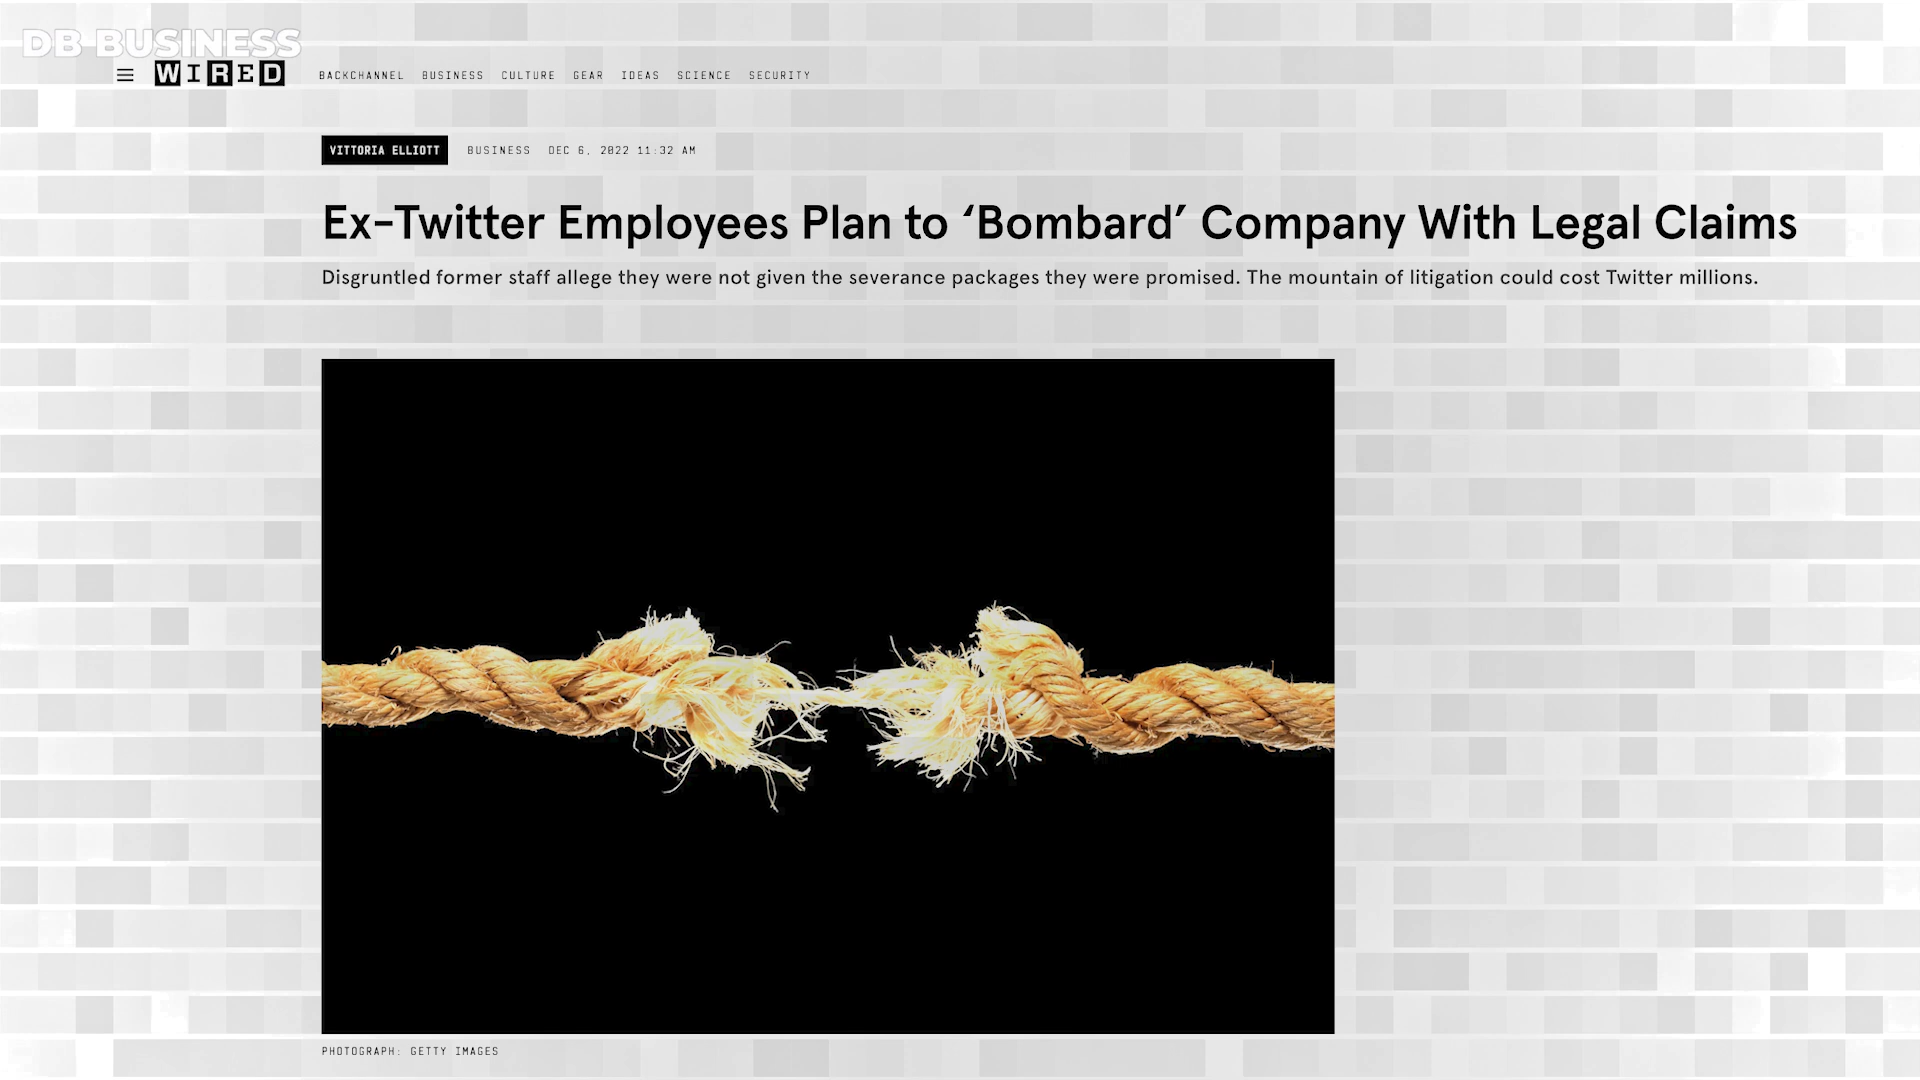 DB BUSINESS
WIRED BACKCHANNEL BUSINESS CULTURE GEAR IDEAS SCIENCE SECURITY
VITTORIA ELLIOTT BUSINESS DEC 6, 2022 11:32 AM
Ex-Twitter Employees Plan to ‘Bombard’ Company With Legal Claims
Disgruntled former staff allege they were not given the severance packages they were promised. The mountain of litigation could cost Twitter millions.
PHOTOGRAPH: GETTY IMAGES